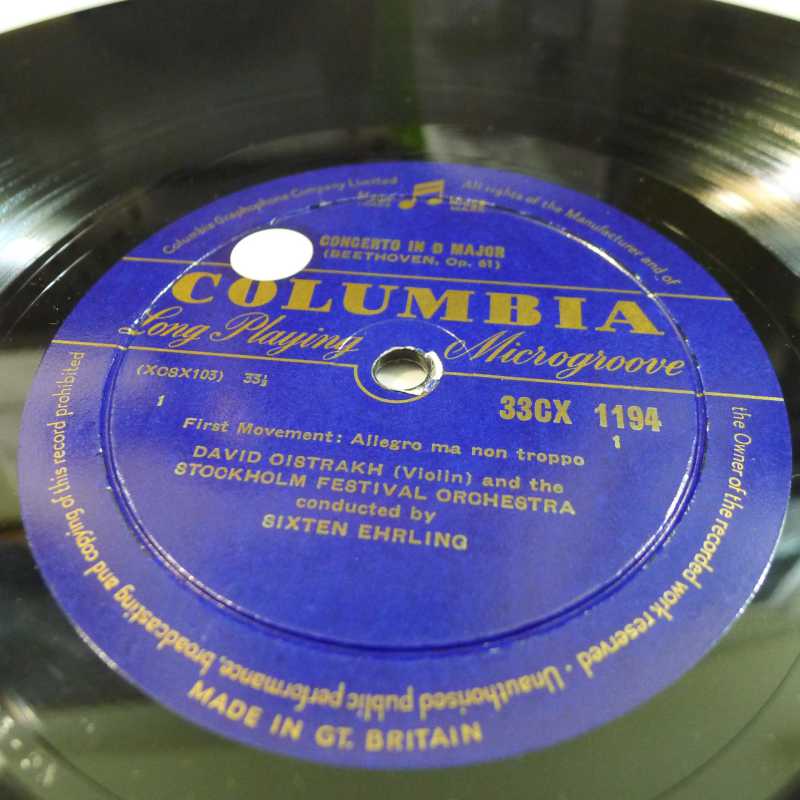 Columbia Graphophone Company Limited
All rights of the Manufacturer and of
the Owner of the recorded work reserved · Unauthorised public performance, broadcasting and copying of this record prohibited
CONCERTO IN D MAJOR
(BEETHOVEN, Op. 61)
COLUMBIA
Long Playing Microgroove
(XCSX103) 33⅓
33CX 1194
1 1
First Movement: Allegro ma non troppo
DAVID OISTRAKH (Violin) and the
STOCKHOLM FESTIVAL ORCHESTRA
conducted by
SIXTEN EHRLING
MADE IN GT. BRITAIN